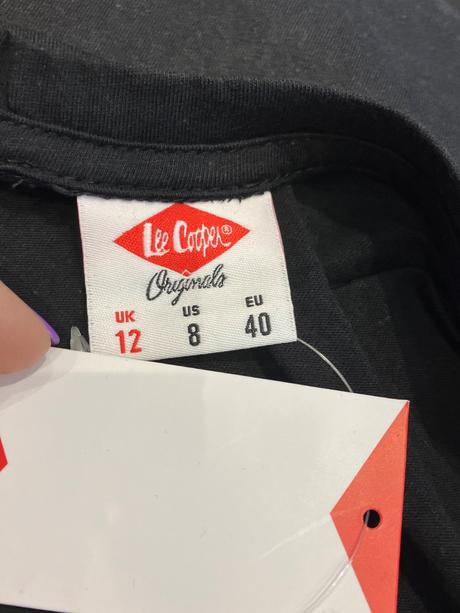 Lee Cooper®
Originals
UK US EU
12 8 40